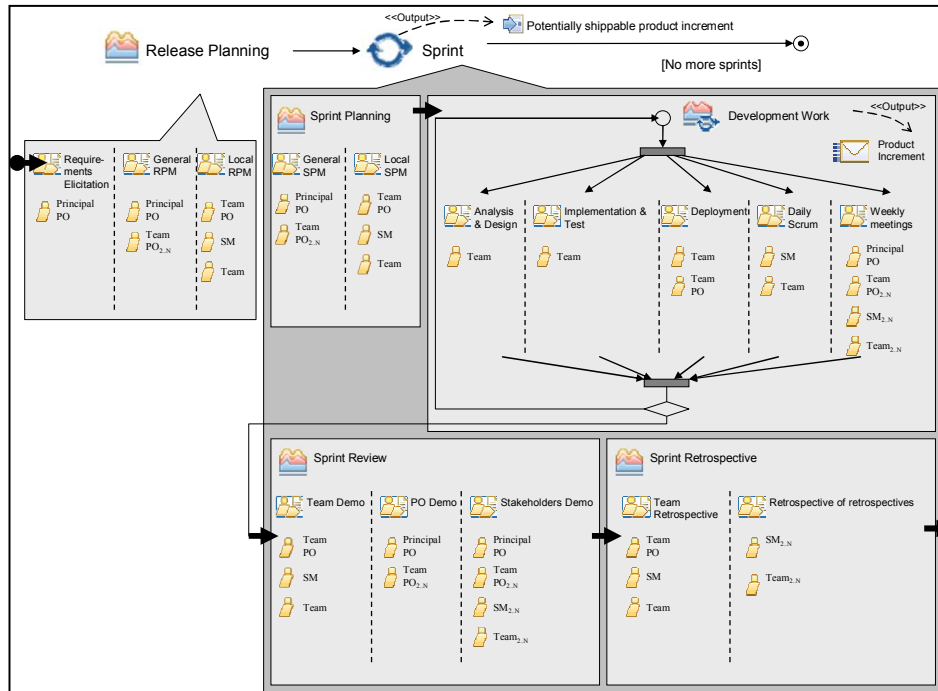 <<Output>>
Potentially shippable product increment
Release Planning
Sprint
[No more sprints]
Require-
ments
Elicitation
General
RPM
Local
RPM
Principal
PO
Principal
PO
Team
PO2..N
Team
PO
SM
Team
Sprint Planning
General
SPM
Local
SPM
Principal
PO
Team
PO2..N
Team
PO
SM
Team
Development Work
<<Output>>
Product
Increment
Analysis
& Design
Implementation &
Test
Deployment
Daily
Scrum
Weekly
meetings
Team
Team
Team
Team
PO
SM
Team
Principal
PO
Team
PO2..N
SM2..N
Team2..N
Sprint Review
Team Demo
PO Demo
Stakeholders Demo
Team
PO
SM
Team
Principal
PO
Team
PO2..N
Principal
PO
Team
PO2..N
SM2..N
Team2..N
Sprint Retrospective
Team
Retrospective
Retrospective of retrospectives
Team
PO
SM
Team
SM2..N
Team2..N